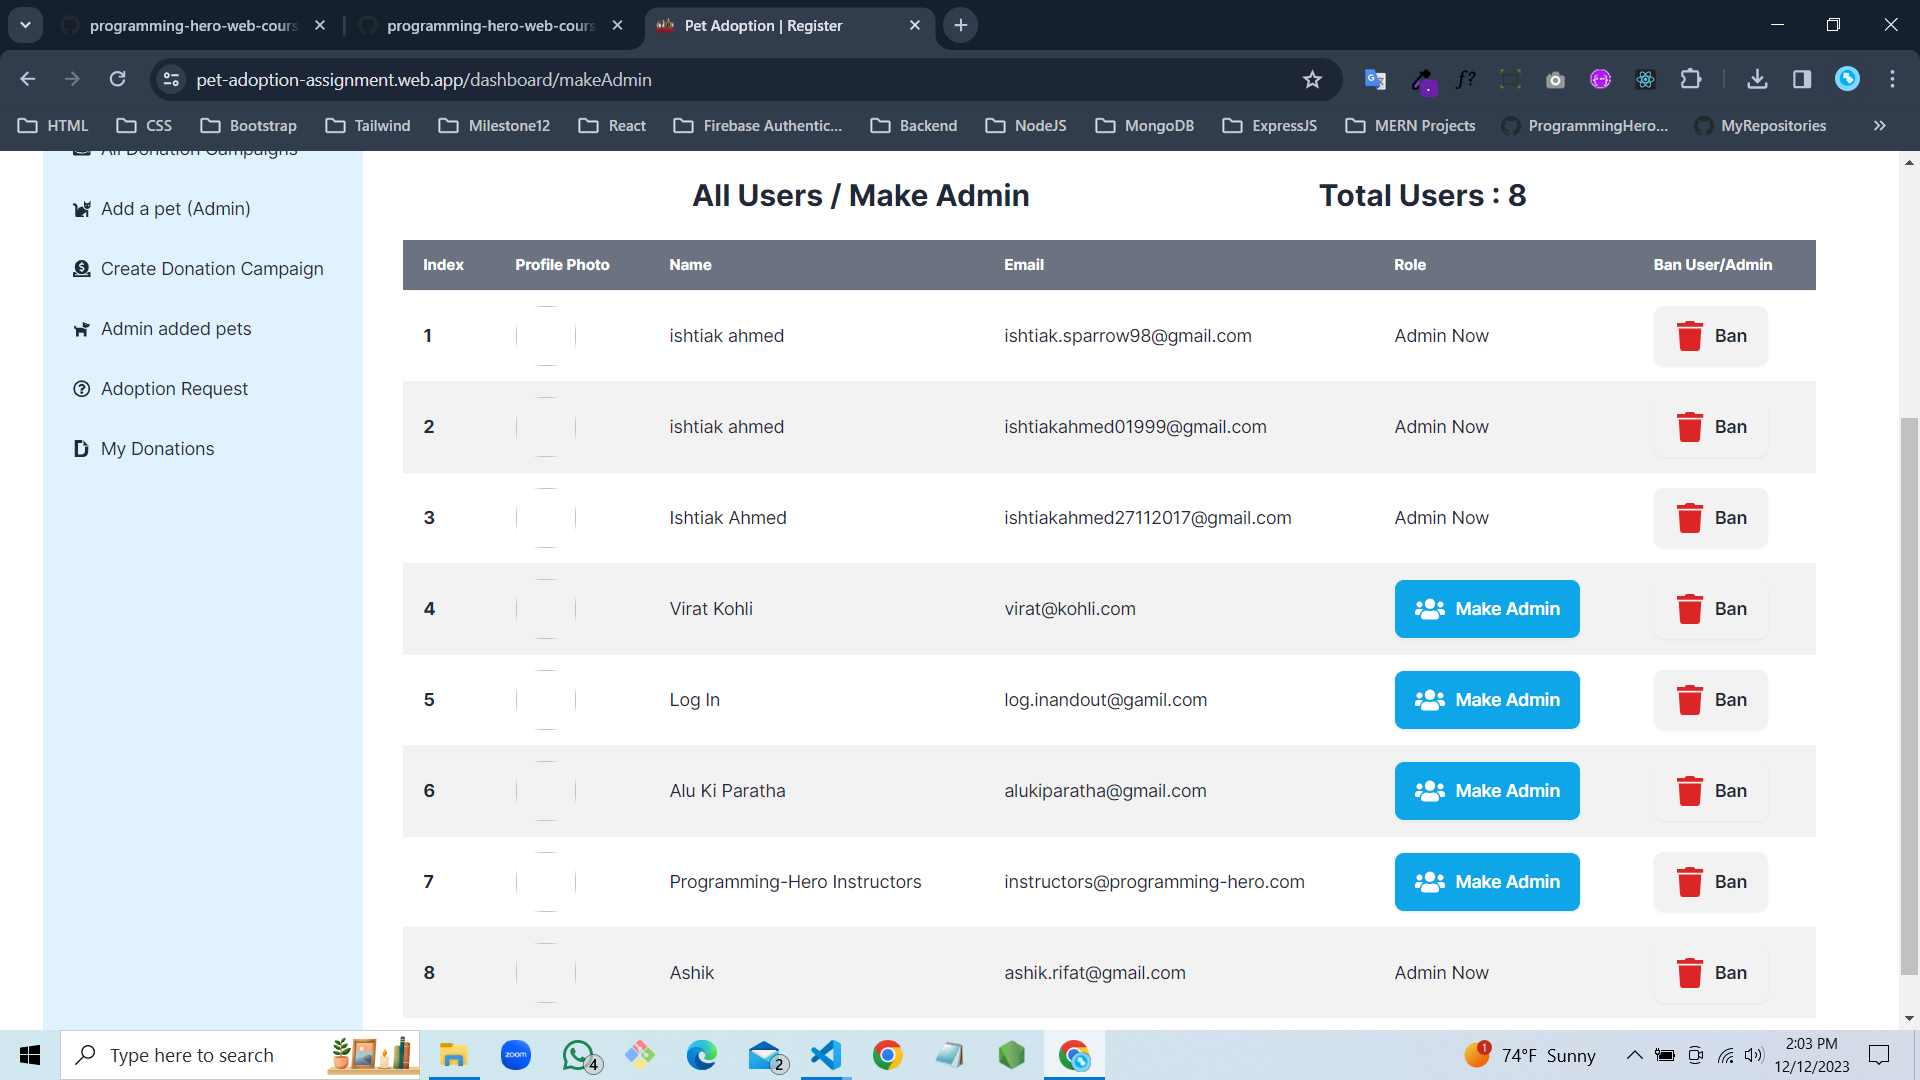 programming-hero-web-cours
programming-hero-web-cours
Pet Adoption | Register
pet-adoption-assignment.web.app/dashboard/makeAdmin
HTML CSS Bootstrap Tailwind Milestone12 React Firebase Authentic... Backend NodeJS MongoDB ExpressJS MERN Projects ProgrammingHero... MyRepositories
All Donation Campaigns
Add a pet (Admin)
Create Donation Campaign
Admin added pets
Adoption Request
My Donations
All Users / Make Admin Total Users : 8
Index Profile Photo Name Email Role Ban User/Admin
1 ishtiak ahmed ishtiak.sparrow98@gmail.com Admin Now Ban
2 ishtiak ahmed ishtiakahmed01999@gmail.com Admin Now Ban
3 Ishtiak Ahmed ishtiakahmed27112017@gmail.com Admin Now Ban
4 Virat Kohli virat@kohli.com Make Admin Ban
5 Log In log.inandout@gamil.com Make Admin Ban
6 Alu Ki Paratha alukiparatha@gmail.com Make Admin Ban
7 Programming-Hero Instructors instructors@programming-hero.com Make Admin Ban
8 Ashik ashik.rifat@gmail.com Admin Now Ban
Type here to search
zoom
4
2
1
74°F Sunny
2:03 PM
12/12/2023